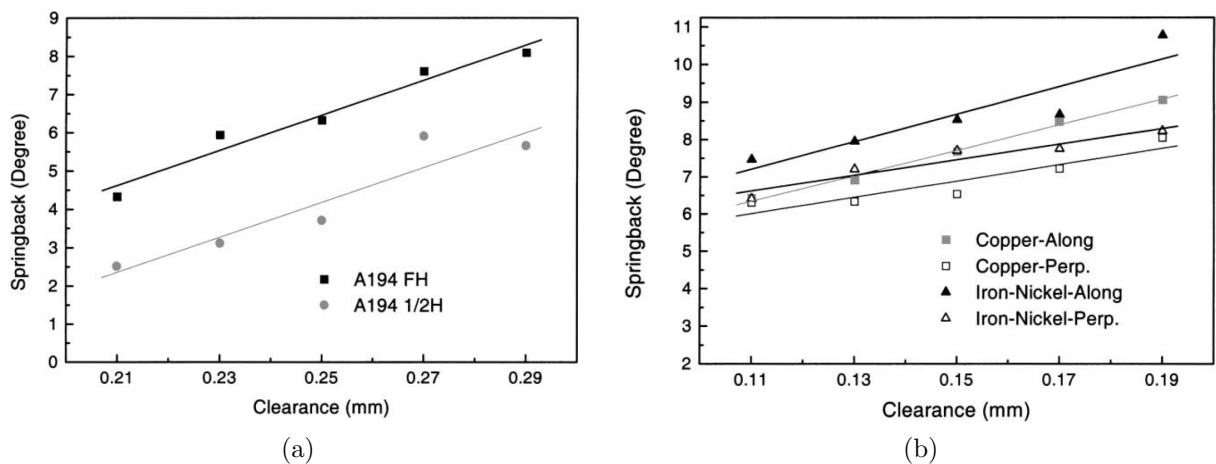 9
8
7
6
5
4
3
2
1
0
Springback (Degree)
A194 FH
A194 1/2H
0.21 0.23 0.25 0.27 0.29
Clearance (mm)
(a)
11
10
9
8
7
6
5
4
3
2
Springback (Degree)
Copper-Along
Copper-Perp.
Iron-Nickel-Along
Iron-Nickel-Perp.
0.11 0.13 0.15 0.17 0.19
Clearance (mm)
(b)